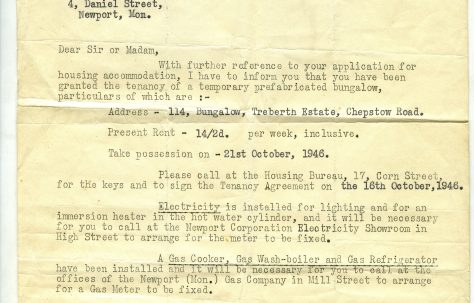 4, Daniel Street,
Newport, Mon.
Dear Sir or Madam,
With further reference to your application for
housing accommodation, I have to inform you that you have been
granted the tenancy of a temporary prefabricated bungalow,
particulars of which are :-
Address - 114, Bungalow, Treberth Estate, Chepstow Road.
Present Rent - 14/2d. per week, inclusive.
Take possession on - 21st October, 1946.
Please call at the Housing Bureau, 17, Corn Street,
for the keys and to sign the Tenancy Agreement on the 16th October, 1946.
Electricity is installed for lighting and for an
immersion heater in the hot water cylinder, and it will be necessary
for you to call at the Newport Corporation Electricity Showroom in
High Street to arrange for the meter to be fixed.
A Gas Cooker, Gas Wash-boiler and Gas Refrigerator
have been installed and it will be necessary for you to call at the
offices of the Newport (Mon.) Gas Company in Mill Street to arrange
for a Gas Meter to be fixed.